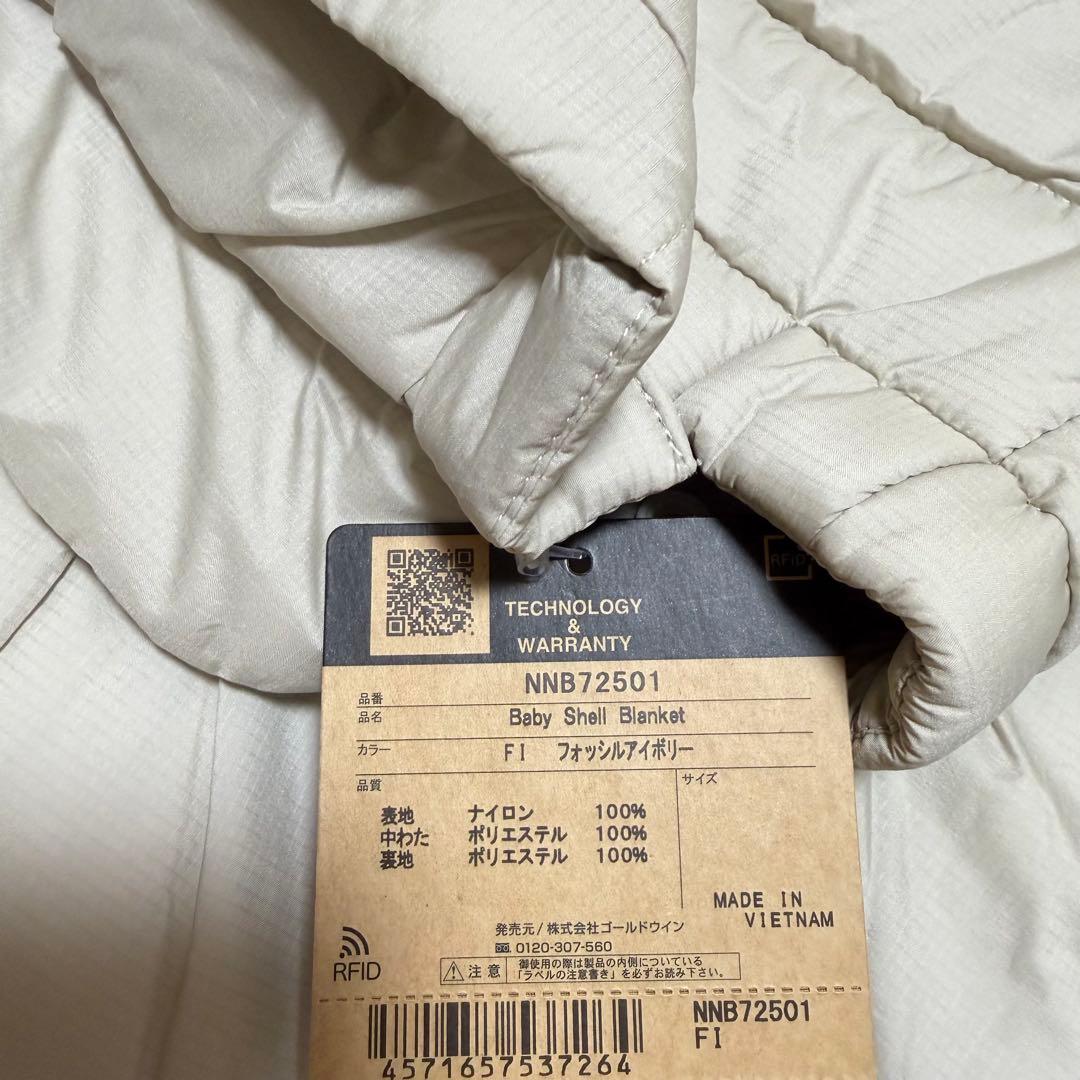 RFiD
TECHNOLOGY
&
WARRANTY
品番 NNB72501
品名 Baby Shell Blanket
カラー FI フォッシルアイボリー
品質
サイズ
表地 ナイロン 100%
中わた ポリエステル 100%
裏地 ポリエステル 100%
MADE IN
VIETNAM
発売元/株式会社ゴールドウイン
0120-307-560
RFID
注意 御使用の際は製品の内側についている
「ラベルの注意書き」を必ずお読み下さい。
NNB72501
FI
4571657537264